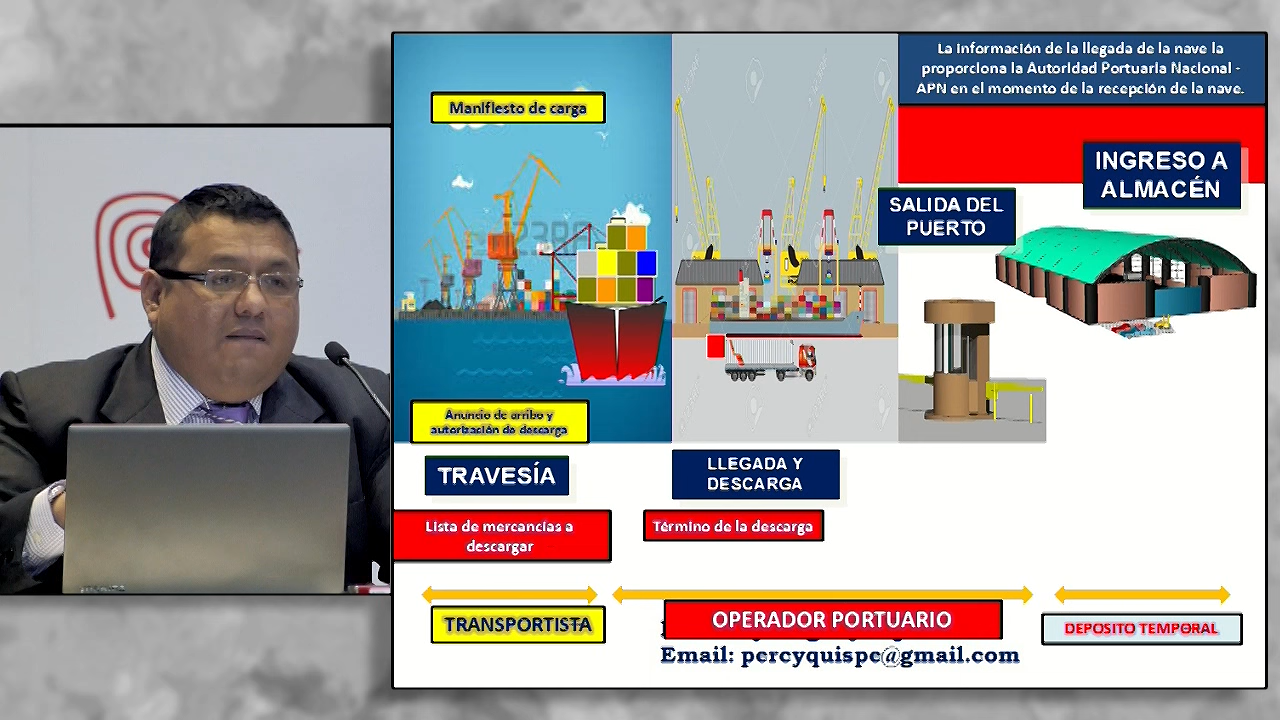 La información de la llegada de la nave la
proporciona la Autoridad Portuaria Nacional -
APN en el momento de la recepción de la nave.
Manifiesto de carga
INGRESO A
ALMACÉN
SALIDA DEL
PUERTO
Anuncio de arribo y
autorización de descarga
TRAVESÍA
LLEGADA Y
DESCARGA
Lista de mercancías a
descargar
Término de la descarga
TRANSPORTISTA
OPERADOR PORTUARIO
DEPOSITO TEMPORAL
Email: percyquispe@gmail.com